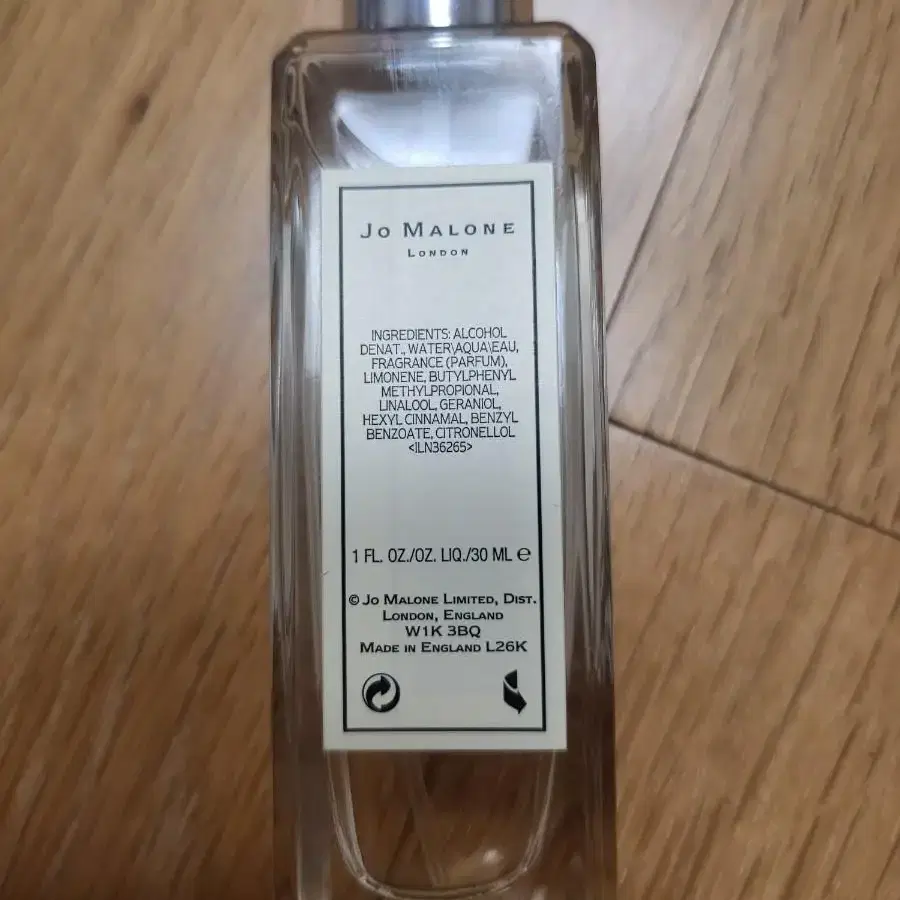 JO MALONE
LONDON
INGREDIENTS: ALCOHOL
DENAT., WATER\AQUA\EAU,
FRAGRANCE (PARFUM),
LIMONENE, BUTYLPHENYL
METHYLPROPIONAL,
LINALOOL, GERANIOL,
HEXYL CINNAMAL, BENZYL
BENZOATE, CITRONELLOL
<ILN36265>
1 FL. OZ./OZ. LIQ./30 ML ℮
© JO MALONE LIMITED, DIST.
LONDON, ENGLAND
W1K 3BQ
MADE IN ENGLAND L26K